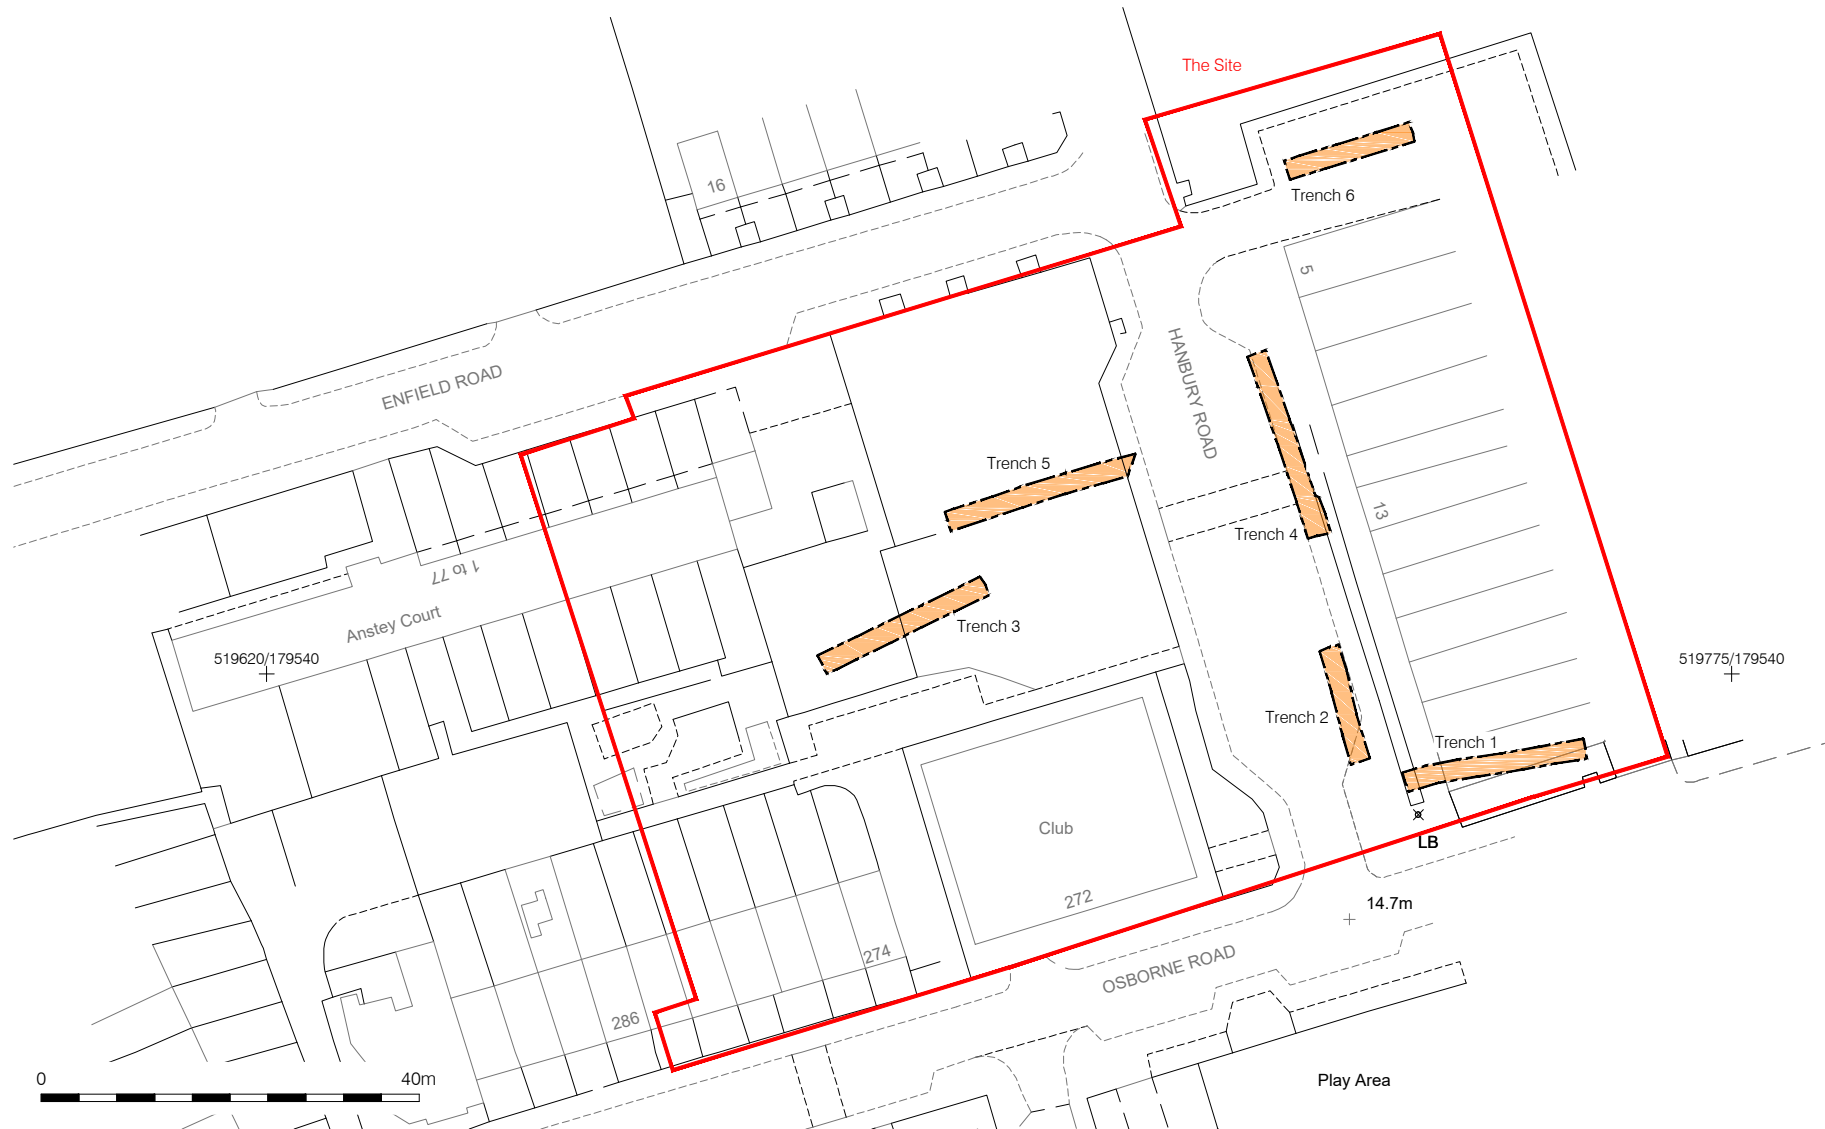 The Site
16
Trench 6
5
ENFIELD ROAD
HANBURY ROAD
Trench 5
13
Trench 4
1 to 77
Anstey Court
Trench 3
519620/179540
519775/179540
Trench 2
Trench 1
Club
LB
272
14.7m
274
OSBORNE ROAD
286
0 40m
Play Area